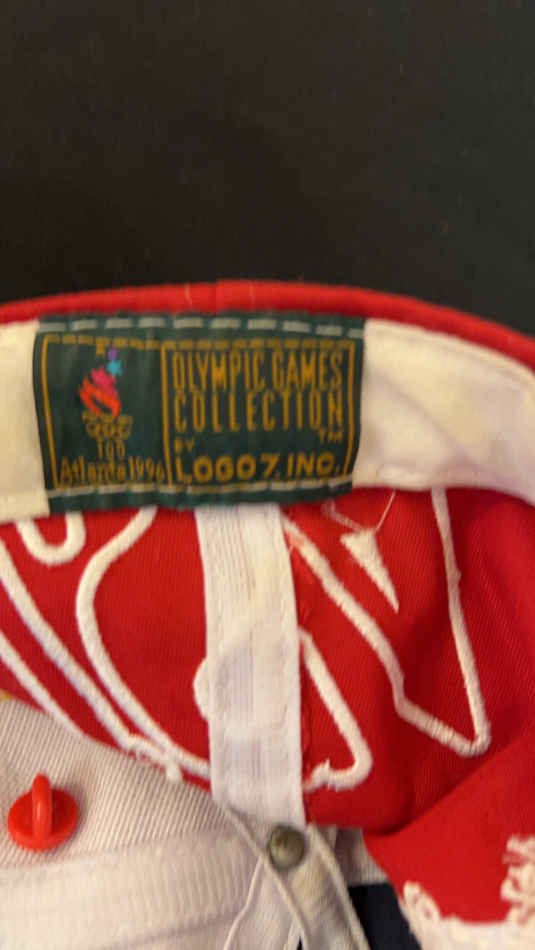 100
Atlanta 1996
OLYMPIC GAMES
COLLECTION
TM
BY
LOGO 7, INC.